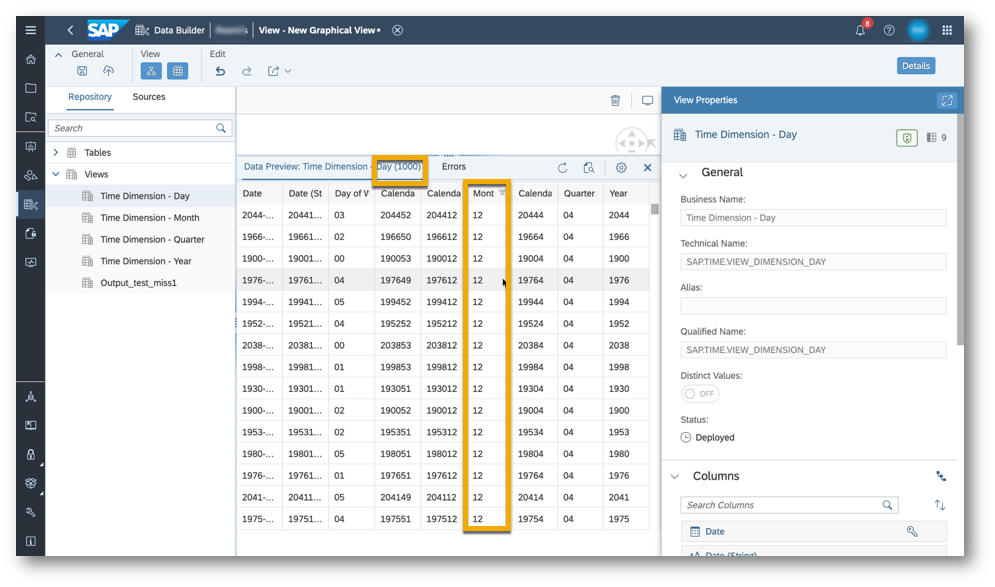 SAP Data Builder View - New Graphical View• 8 ?
General View Edit
Details
Repository Sources
Search
Tables
Views
Time Dimension - Day
Time Dimension - Month
Time Dimension - Quarter
Time Dimension - Year
Output_test_miss1
Data Preview: Time Dimension - Day (1000) Errors
Date Date (St Day of W Calenda Calenda Mont Calenda Quarter Year
2044-... 20441... 03 204452 204412 12 20444 04 2044
1966-... 19661... 02 196650 196612 12 19664 04 1966
1900-... 19001... 00 190053 190012 12 19004 04 1900
1976-... 19761... 04 197649 197612 12 19764 04 1976
1994-... 19941... 05 199452 199412 12 19944 04 1994
1952-... 19521... 04 195252 195212 12 19524 04 1952
2038-... 20381... 00 203853 203812 12 20384 04 2038
1998-... 19981... 01 199853 199812 12 19984 04 1998
1930-... 19301... 01 193051 193012 12 19304 04 1930
1900-... 19001... 02 190052 190012 12 19004 04 1900
1953-... 19531... 02 195351 195312 12 19534 04 1953
1980-... 19801... 05 198051 198012 12 19804 04 1980
1976-... 19761... 01 197651 197612 12 19764 04 1976
2041-... 20411... 05 204149 204112 12 20414 04 2041
1975-... 19751... 04 197551 197512 12 19754 04 1975
View Properties
Time Dimension - Day 9
General
Business Name:
Time Dimension - Day
Technical Name:
SAP.TIME.VIEW_DIMENSION_DAY
Alias:
Qualified Name:
SAP.TIME.VIEW_DIMENSION_DAY
Distinct Values:
OFF
Status:
Deployed
Columns
Search Columns
Date
Date (String)